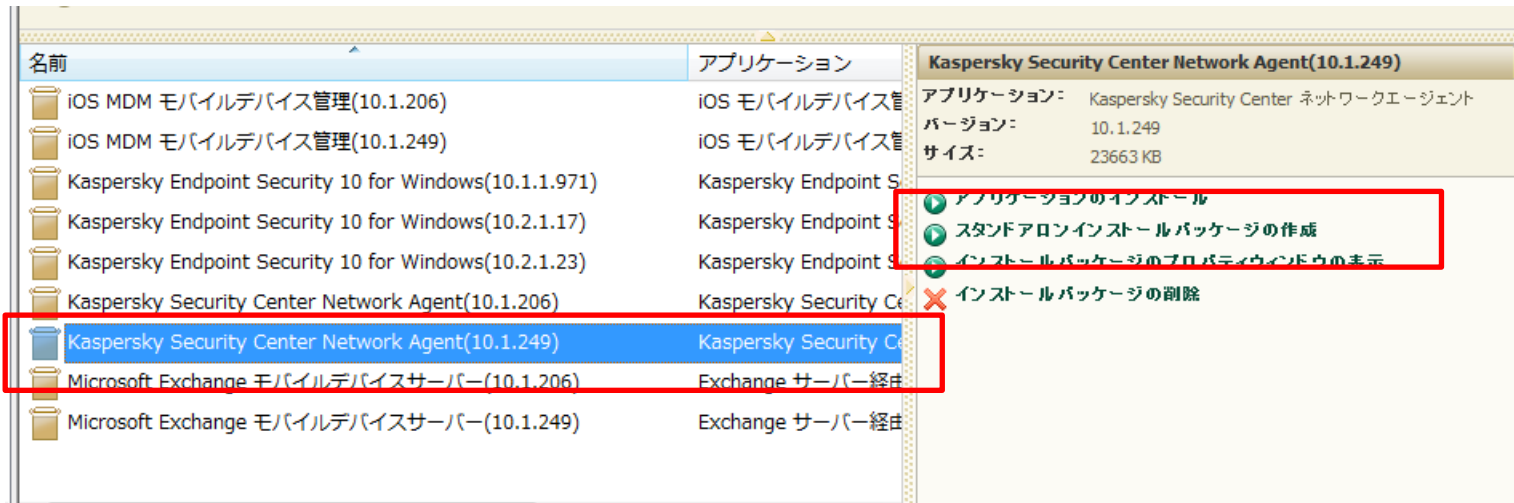 名前
アプリケーション
iOS MDM モバイルデバイス管理(10.1.206)
iOS モバイルデバイス管
iOS MDM モバイルデバイス管理(10.1.249)
iOS モバイルデバイス管
Kaspersky Endpoint Security 10 for Windows(10.1.1.971)
Kaspersky Endpoint S
Kaspersky Endpoint Security 10 for Windows(10.2.1.17)
Kaspersky Endpoint S
Kaspersky Endpoint Security 10 for Windows(10.2.1.23)
Kaspersky Endpoint S
Kaspersky Security Center Network Agent(10.1.206)
Kaspersky Security Ce
Kaspersky Security Center Network Agent(10.1.249)
Kaspersky Security Ce
Microsoft Exchange モバイルデバイスサーバー(10.1.206)
Exchange サーバー経由
Microsoft Exchange モバイルデバイスサーバー(10.1.249)
Exchange サーバー経由
Kaspersky Security Center Network Agent(10.1.249)
アプリケーション: Kaspersky Security Center ネットワークエージェント
バージョン: 10.1.249
サイズ: 23663 KB
アプリケーションのインストール
スタンドアロンインストールパッケージの作成
インストールパッケージのプロパティウィンドウの表示
インストールパッケージの削除